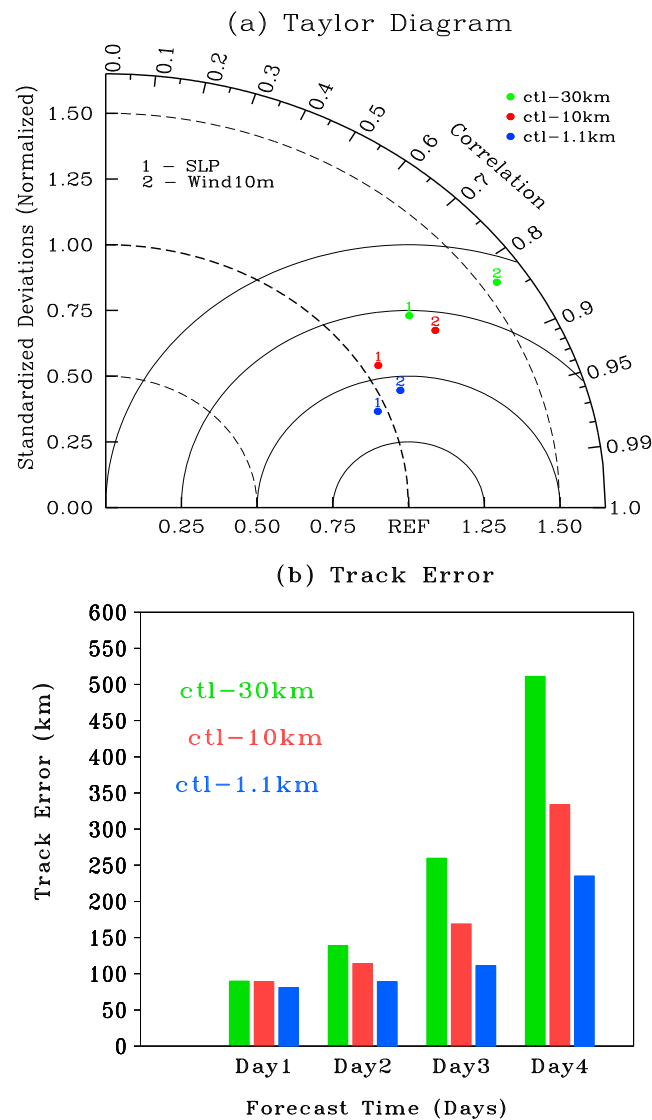 (a) Taylor Diagram
ctl-30km
ctl-10km
ctl-1.1km
1 - SLP
2 - Wind10m
Standardized Deviations (Normalized)
1.50
1.25
1.00
0.75
0.50
0.25
0.00
0.25 0.50 0.75 REF 1.25 1.50
0.0 0.1 0.2 0.3 0.4 0.5 0.6 0.7 0.8 0.9 0.95 0.99 1.0
Correlation
2
1
2
1
2
1
(b) Track Error
Track Error (km)
600
550
500
450
400
350
300
250
200
150
100
50
0
ctl-30km
ctl-10km
ctl-1.1km
Day1 Day2 Day3 Day4
Forecast Time (Days)